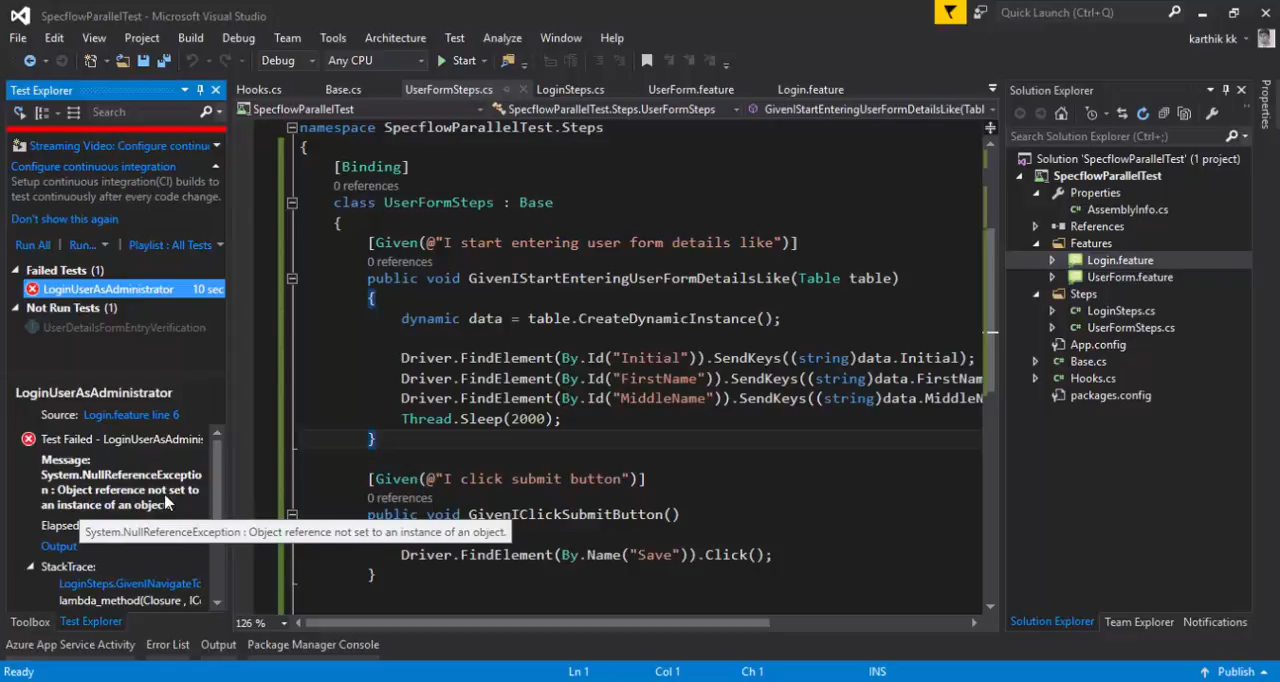 SpecflowParallelTest - Microsoft Visual Studio
Quick Launch (Ctrl+Q)
File Edit View Project Build Debug Team Tools Architecture Test Analyze Window Help
karthik kk
Debug Any CPU Start
Test Explorer
Search
Streaming Video: Configure continu
Configure continuous integration
Setup continuous integration(CI) builds to
test continuously after every code change.
Don't show this again
Run All Run... Playlist : All Tests
Failed Tests (1)
LoginUserAsAdministrator 10 sec
Not Run Tests (1)
UserDetailsFormEntryVerification
LoginUserAsAdministrator
Source: Login.feature line 6
Test Failed - LoginUserAsAdminis
Message:
System.NullReferenceExceptio
n : Object reference not set to
an instance of an object
Elapsed
System.NullReferenceException : Object reference not set to an instance of an object.
Output
StackTrace:
LoginSteps.GivenINavigateTo
lambda_method(Closure , IC
Toolbox Test Explorer
Hooks.cs Base.cs UserFormSteps.cs LoginSteps.cs UserForm.feature Login.feature
SpecflowParallelTest SpecflowParallelTest.Steps.UserFormSteps GivenIStartEnteringUserFormDetailsLike(Tabl
namespace SpecflowParallelTest.Steps
{
[Binding]
0 references
class UserFormSteps : Base
{
[Given(@"I start entering user form details like")]
0 references
public void GivenIStartEnteringUserFormDetailsLike(Table table)
{
dynamic data = table.CreateDynamicInstance();
Driver.FindElement(By.Id("Initial")).SendKeys((string)data.Initial);
Driver.FindElement(By.Id("FirstName")).SendKeys((string)data.FirstNam
Driver.FindElement(By.Id("MiddleName")).SendKeys((string)data.MiddleN
Thread.Sleep(2000);
}
[Given(@"I click submit button")]
0 references
public void GivenIClickSubmitButton()
Driver.FindElement(By.Name("Save")).Click();
}
126 %
Solution Explorer
Search Solution Explorer (Ctrl+;)
Solution 'SpecflowParallelTest' (1 project)
SpecflowParallelTest
Properties
AssemblyInfo.cs
References
Features
Login.feature
UserForm.feature
Steps
LoginSteps.cs
UserFormSteps.cs
App.config
Base.cs
Hooks.cs
packages.config
Solution Explorer Team Explorer Notifications
Properties
Azure App Service Activity Error List Output Package Manager Console
Ready Ln 1 Col 1 Ch 1 INS Publish